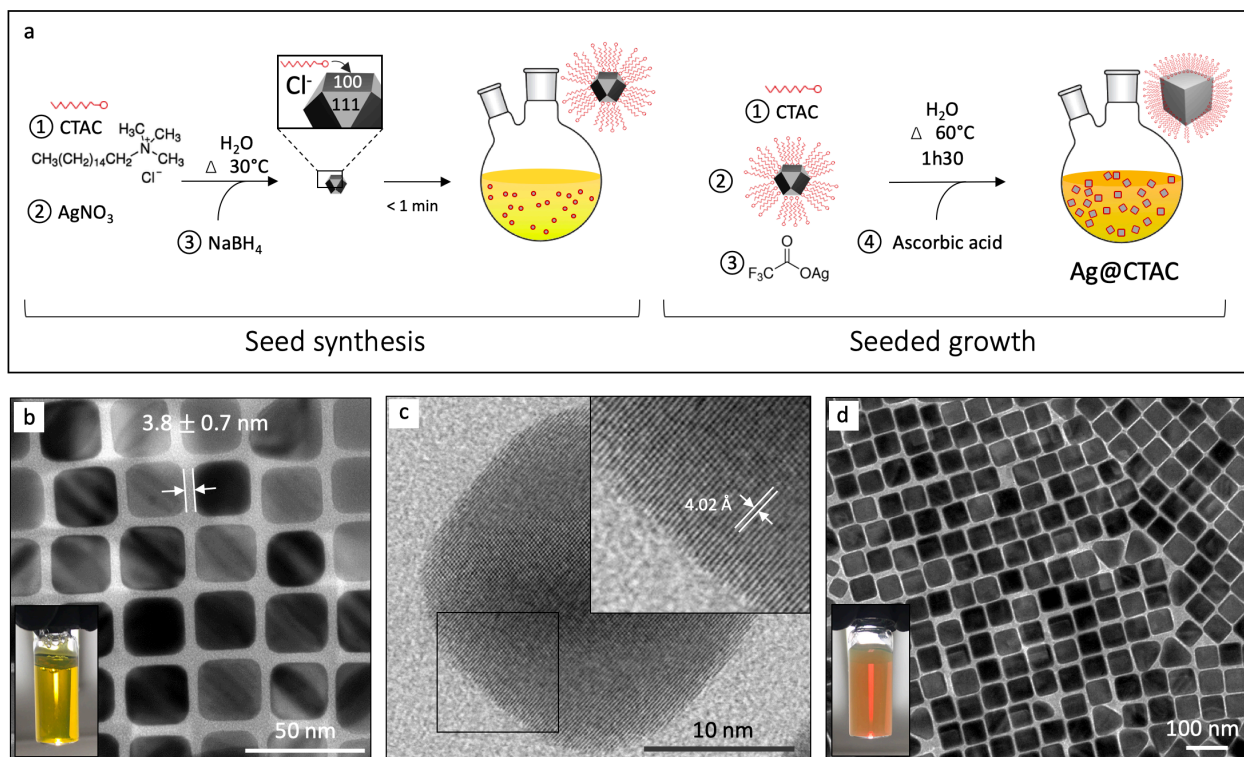 a
Cl-
100
111
① CTAC
H3C
CH3
N+
CH3(CH2)14CH2
CH3
Cl−
② AgNO3
H2O
Δ 30°C
③ NaBH4
< 1 min
Seed synthesis
① CTAC
②
③
O
F3C
OAg
H2O
Δ 60°C
1h30
④ Ascorbic acid
Ag@CTAC
Seeded growth
b
3.8 ± 0.7 nm
50 nm
c
4.02 Å
10 nm
d
100 nm